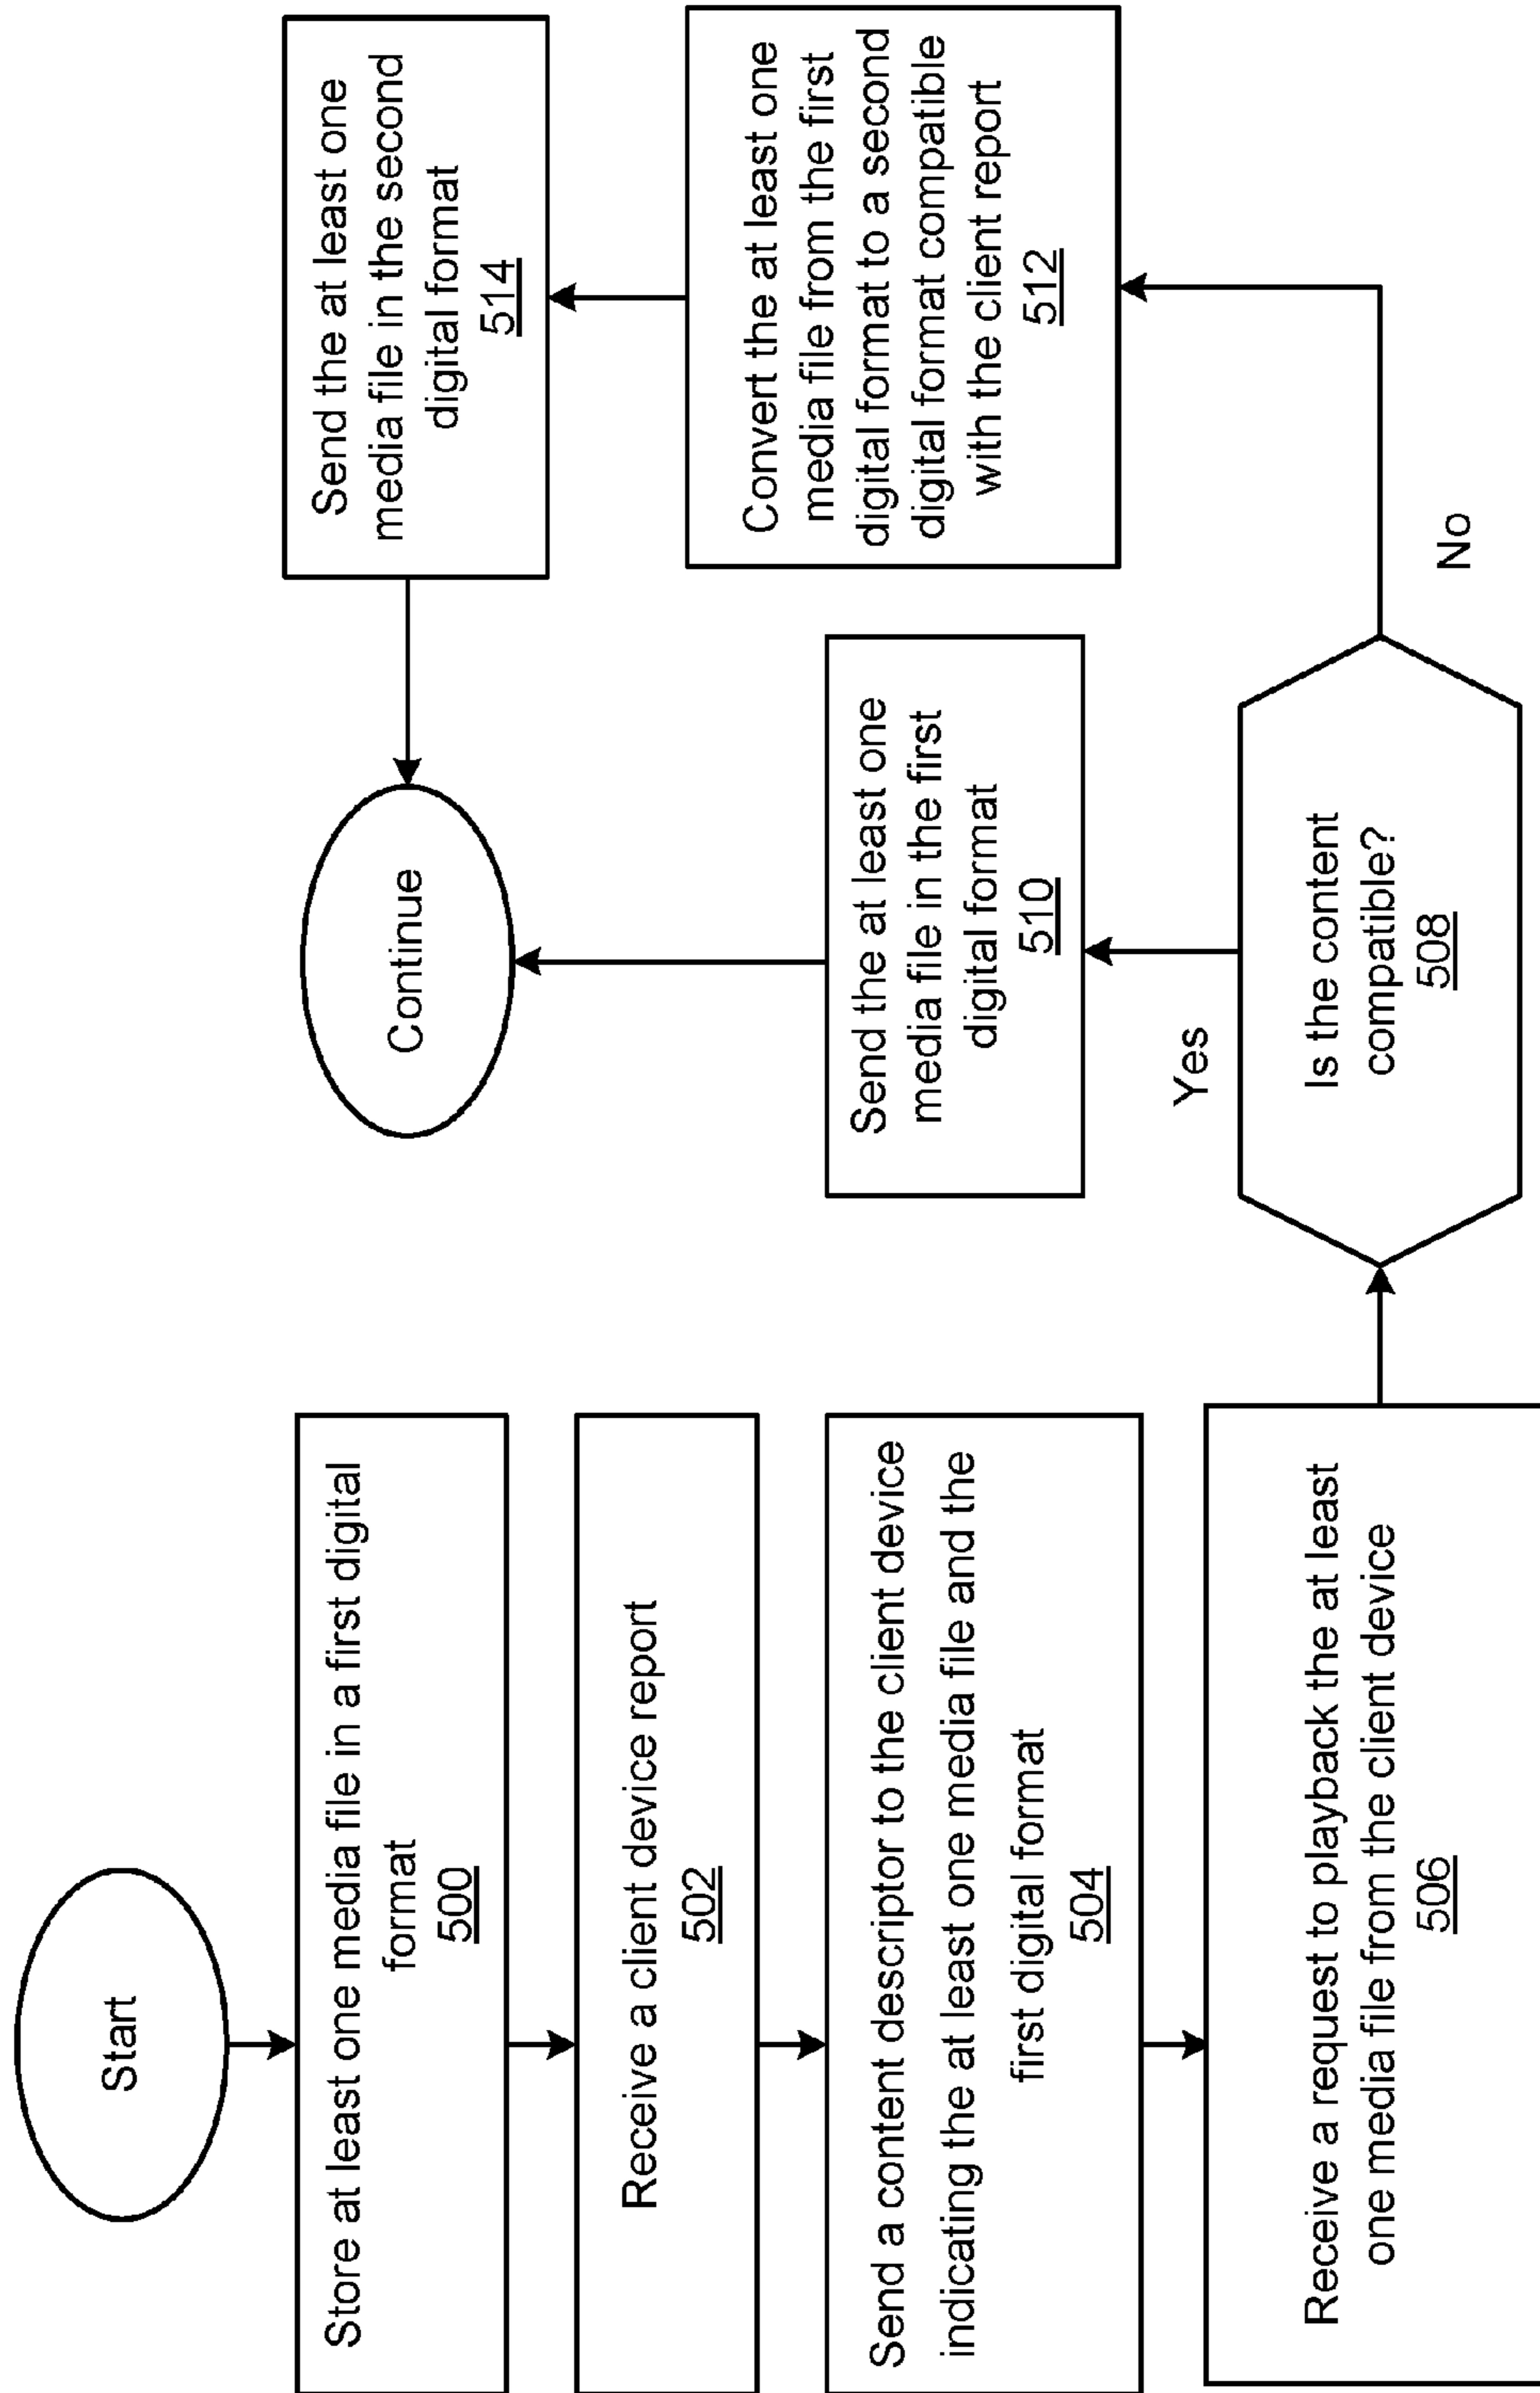 Start
Store at least one media file in a first digital
format
500
Receive a client device report
502
Send a content descriptor to the client device
indicating the at least one media file and the
first digital format
504
Receive a request to playback the at least
one media file from the client device
506
Is the content
compatible?
508
Yes
No
Send the at least one
media file in the first
digital format
510
Convert the at least one
media file from the first
digital format to a second
digital format compatible
with the client report
512
Send the at least one
media file in the second
digital format
514
Continue